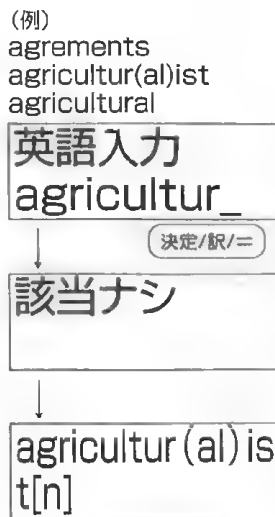 (例)
agrements
agricultur(al)ist
agricultural
英語入力
agricultur_
決定/訳/=
該当ナシ
agricultur(al)is
t[n]